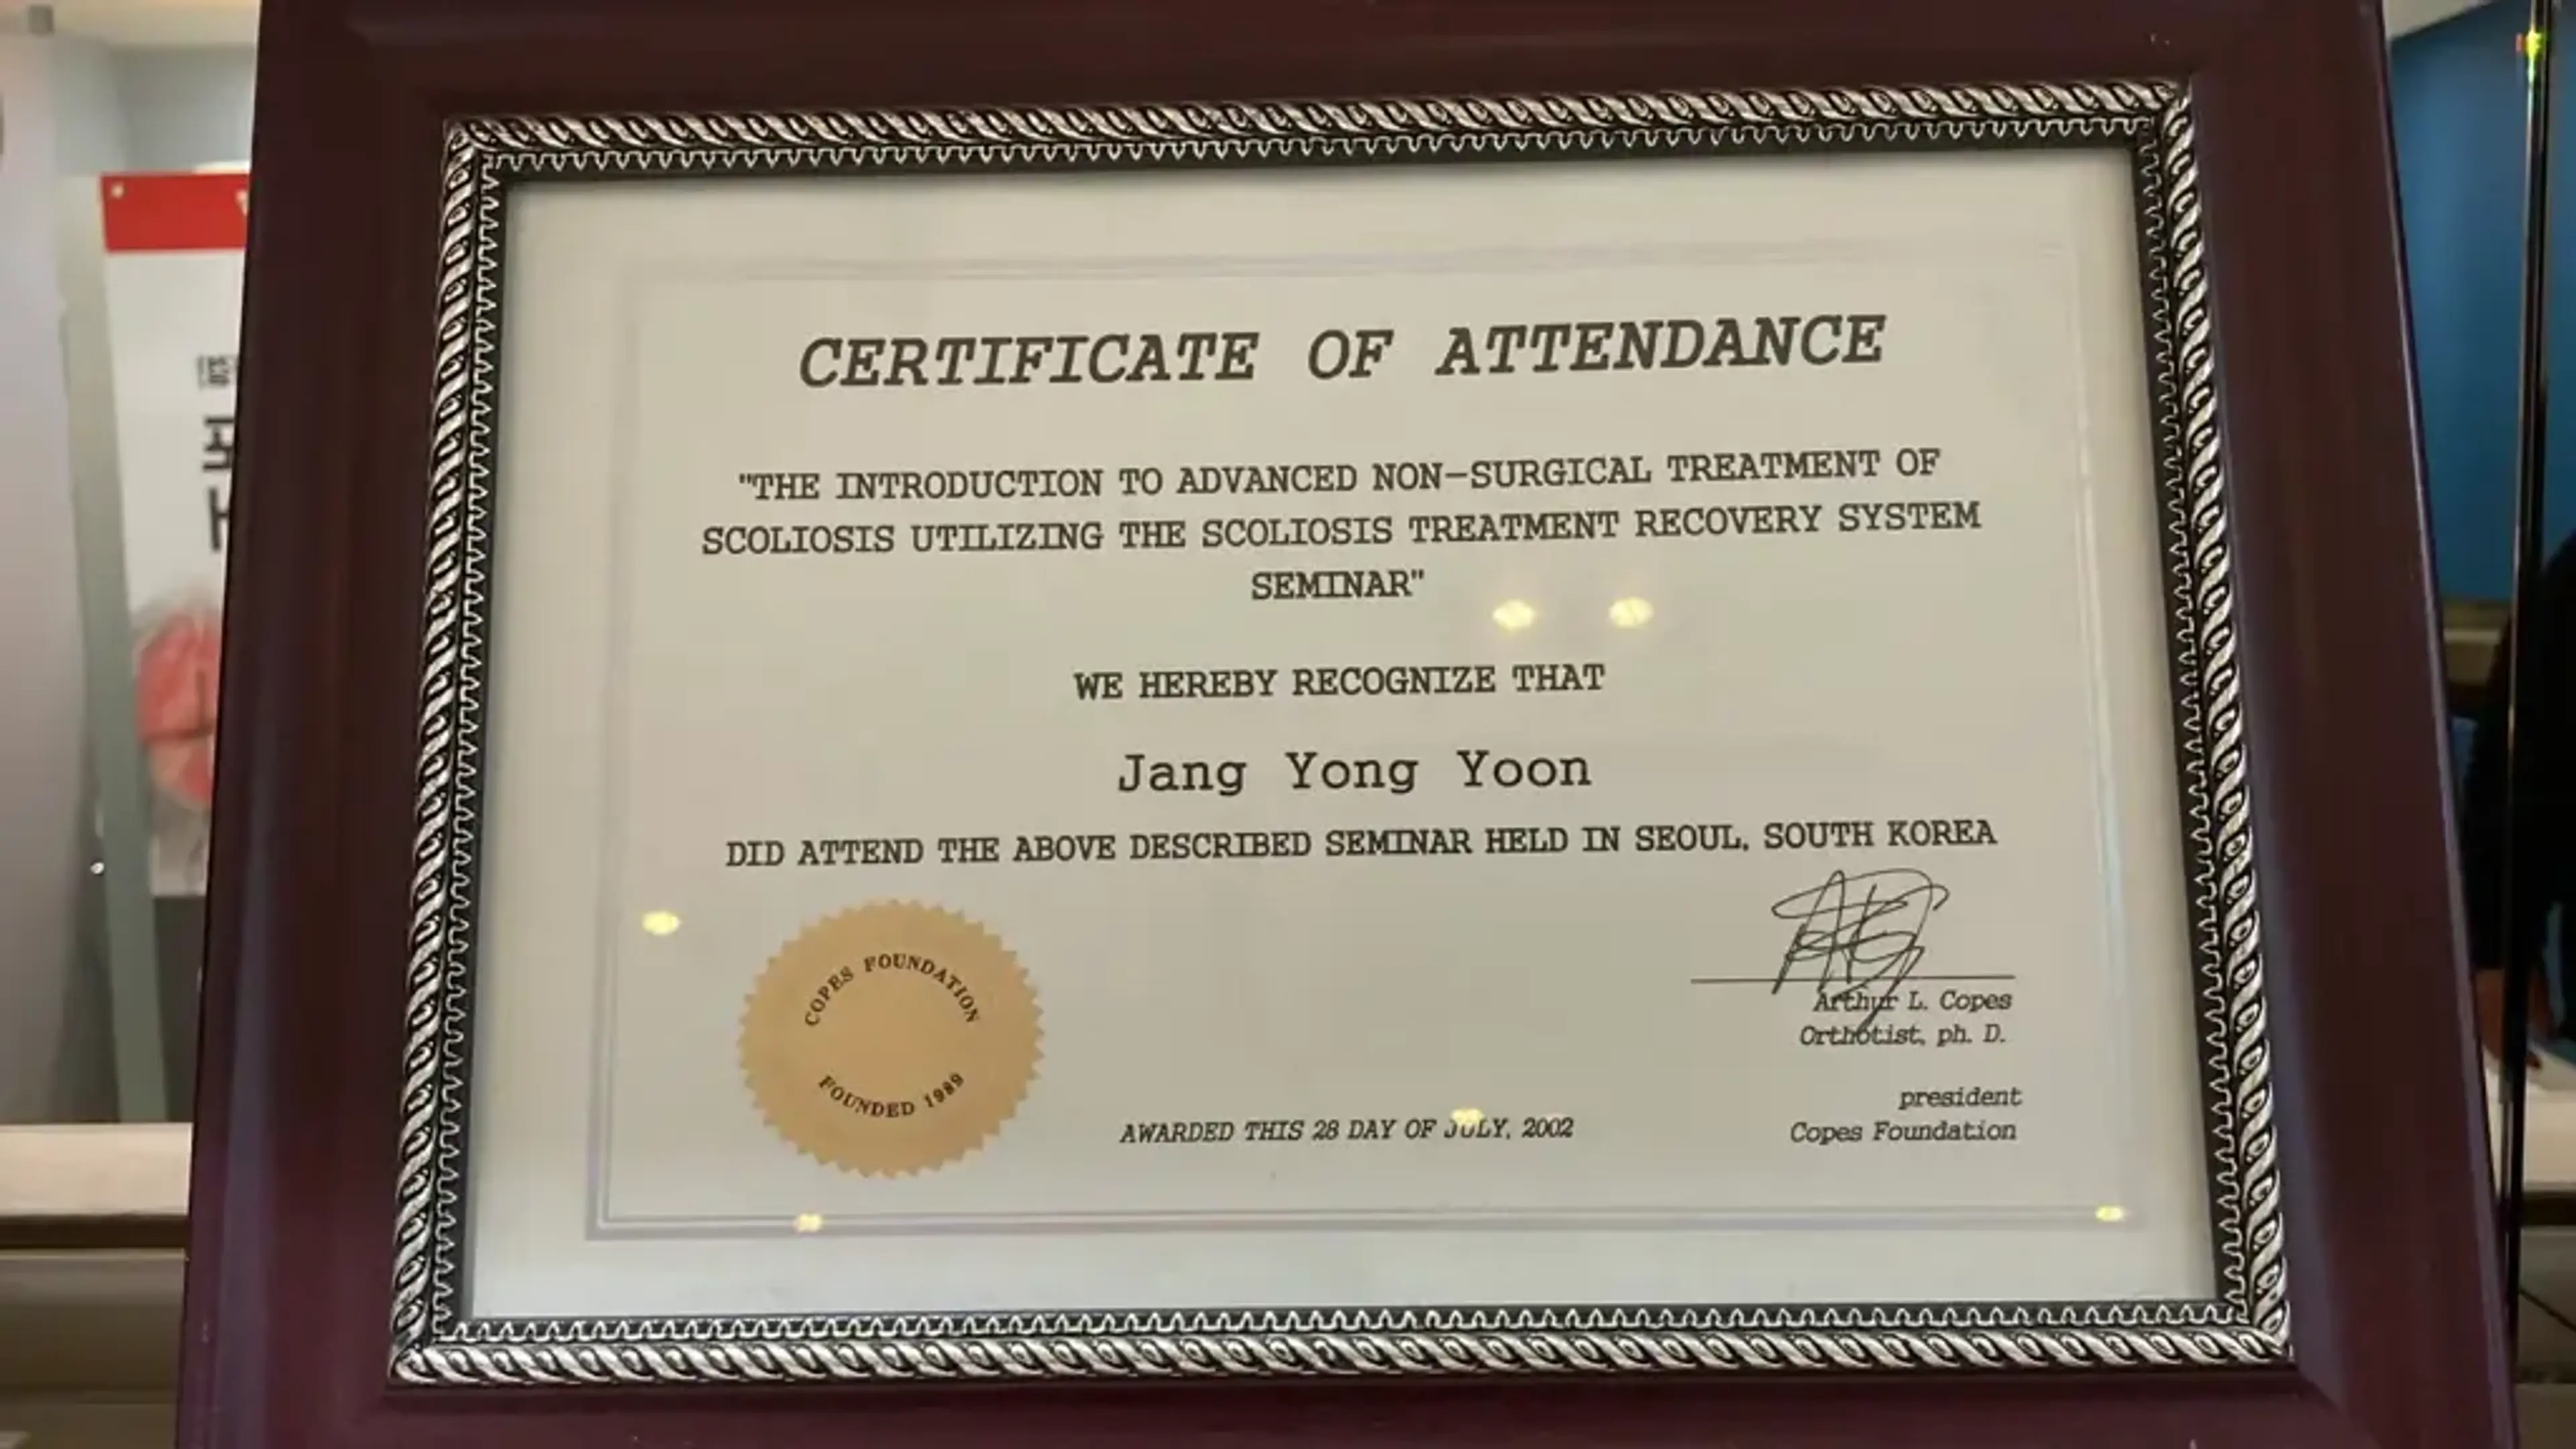 CERTIFICATE OF ATTENDANCE
"THE INTRODUCTION TO ADVANCED NON-SURGICAL TREATMENT OF
SCOLIOSIS UTILIZING THE SCOLIOSIS TREATMENT RECOVERY SYSTEM
SEMINAR"
WE HEREBY RECOGNIZE THAT
Jang Yong Yoon
DID ATTEND THE ABOVE DESCRIBED SEMINAR HELD IN SEOUL, SOUTH KOREA
COPES FOUNDATION
FOUNDED 1989
AWARDED THIS 28 DAY OF JULY, 2002
Arthur L. Copes
Orthotist, ph. D.
president
Copes Foundation